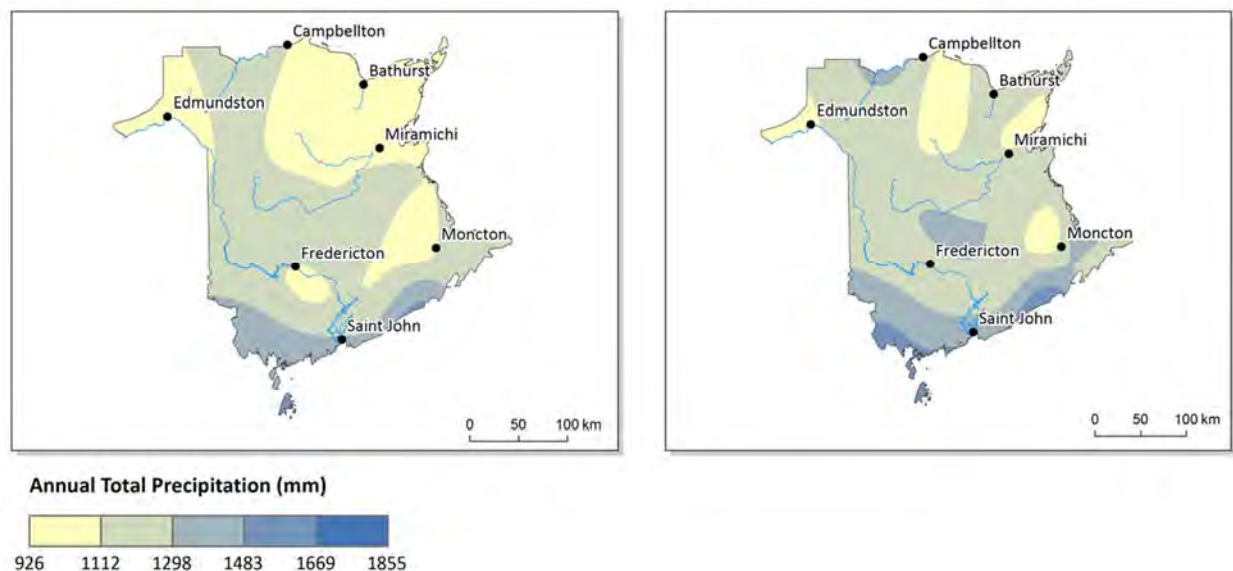 Campbellton
Bathurst
Edmundston
Miramichi
Moncton
Fredericton
Saint John
0 50 100 km
Campbellton
Bathurst
Edmundston
Miramichi
Moncton
Fredericton
Saint John
0 50 100 km
Annual Total Precipitation (mm)
926 1112 1298 1483 1669 1855